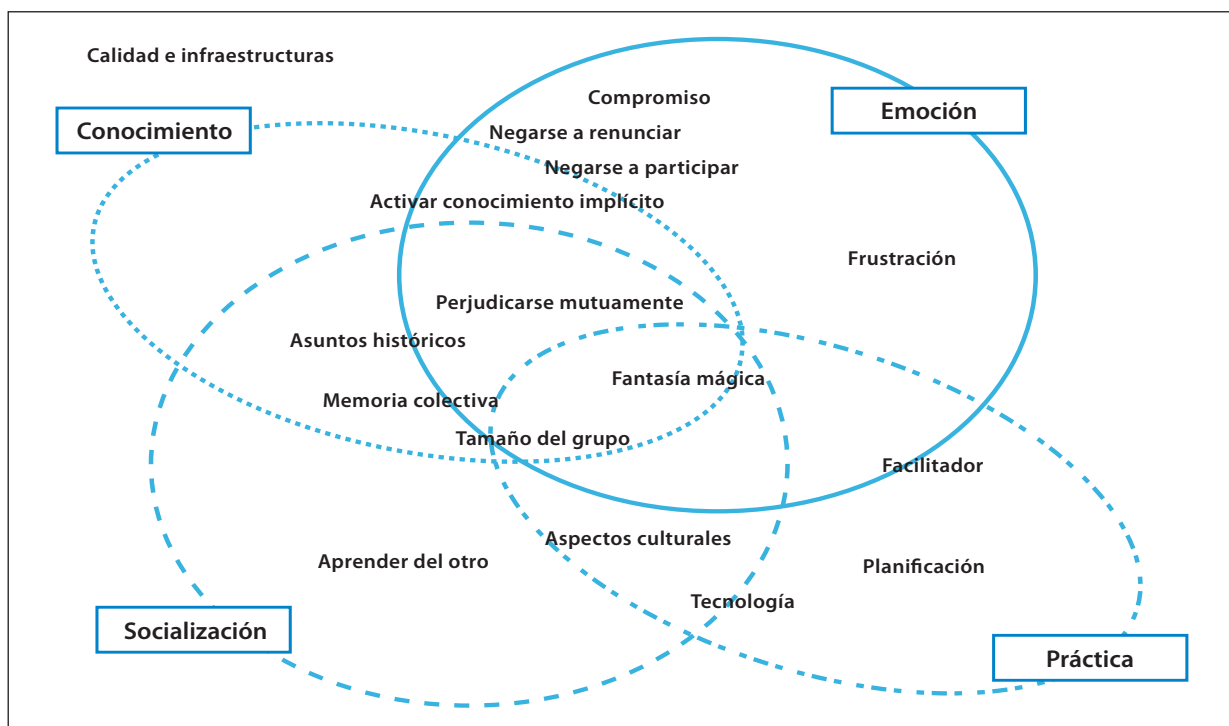 Calidad e infraestructuras
Compromiso
Emoción
Conocimiento
Negarse a renunciar
Negarse a participar
Activar conocimiento implícito
Frustración
Perjudicarse mutuamente
Asuntos históricos
Fantasía mágica
Memoria colectiva
Tamaño del grupo
Facilitador
Aspectos culturales
Aprender del otro
Planificación
Tecnología
Socialización
Práctica